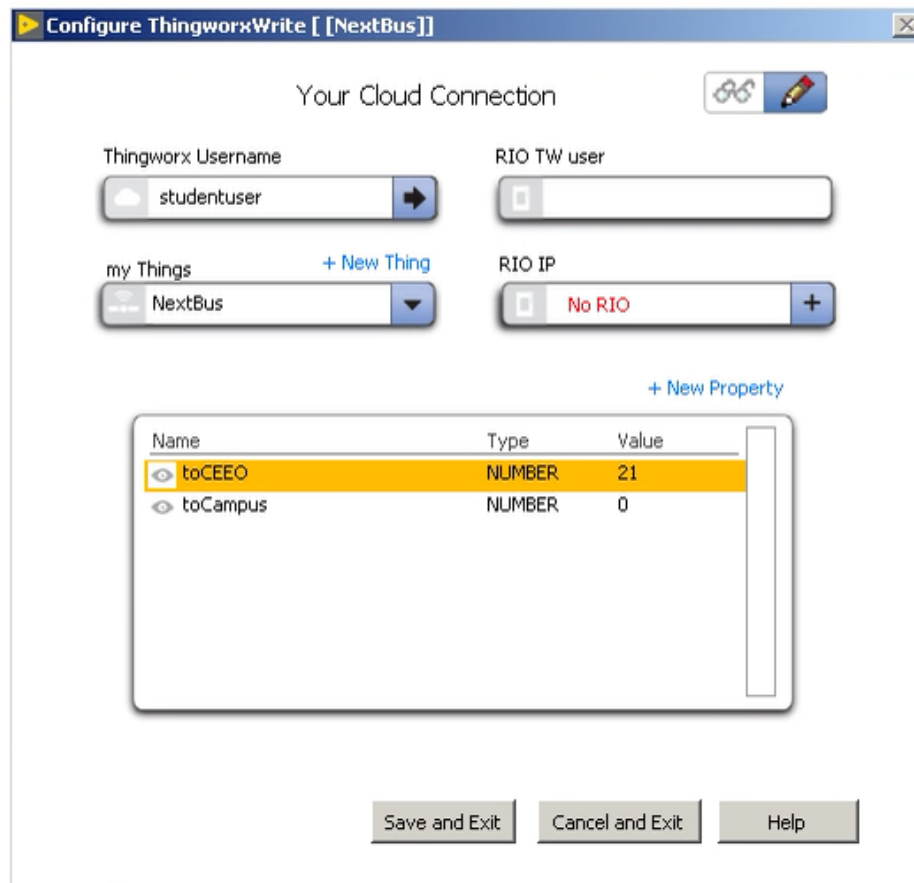 Configure ThingworxWrite [ [NextBus]]
Your Cloud Connection
Thingworx Username
RIO TW user
studentuser
my Things
+ New Thing
RIO IP
NextBus
No RIO
+
+ New Property
Name Type Value
toCEEO NUMBER 21
toCampus NUMBER 0
Save and Exit Cancel and Exit Help